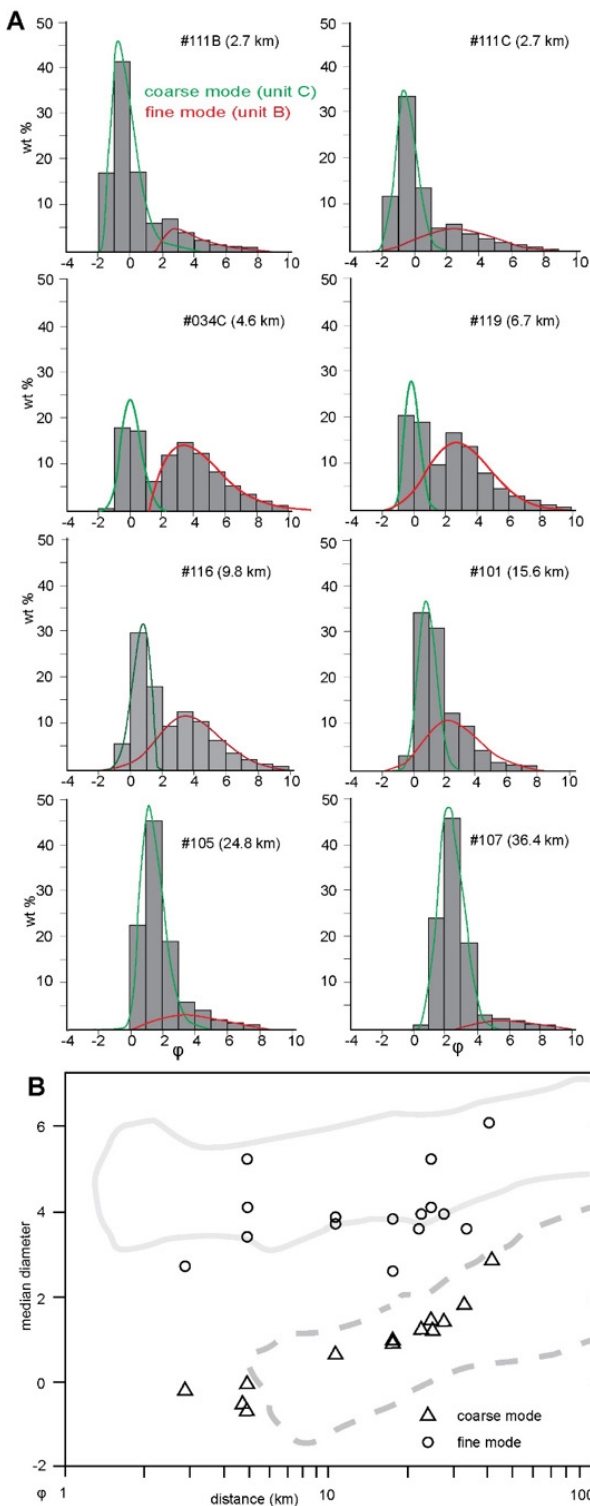 A
wt %
50
40
30
20
10
-4 -2 0 2 4 6 8 10
#111B (2.7 km)
coarse mode (unit C)
fine mode (unit B)
50
40
30
20
10
-4 -2 0 2 4 6 8 10
#111C (2.7 km)
wt %
50
40
30
20
10
-4 -2 0 2 4 6 8 10
#034C (4.6 km)
50
40
30
20
10
-4 -2 0 2 4 6 8 10
#119 (6.7 km)
wt %
50
40
30
20
10
-4 -2 0 2 4 6 8 10
#116 (9.8 km)
50
40
30
20
10
-4 -2 0 2 4 6 8 10
#101 (15.6 km)
wt %
50
40
30
20
10
-4 -2 0 2 4 6 8 10
φ
#105 (24.8 km)
50
40
30
20
10
-4 -2 0 2 4 6 8 10
φ
#107 (36.4 km)
B
median diameter
6
4
2
0
-2
coarse mode
fine mode
φ 1 2 10 20 100
distance (km)